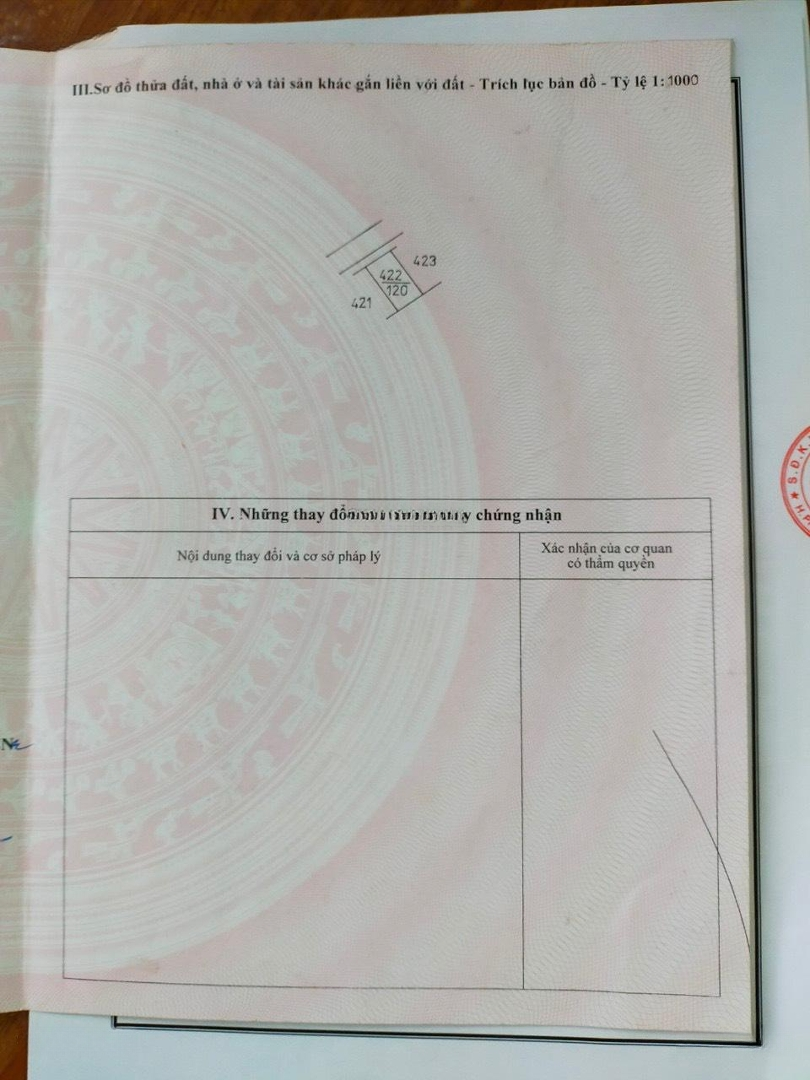 III.Sơ đồ thửa đất, nhà ở và tài sản khác gắn liền với đất - Trích lục bản đồ - Tỷ lệ 1: 1000
423
422
120
421
IV. Những thay đổi chứng nhận
Nội dung thay đổi và cơ sở pháp lý
Xác nhận của cơ quan
có thẩm quyền
S.Đ.K
H.P